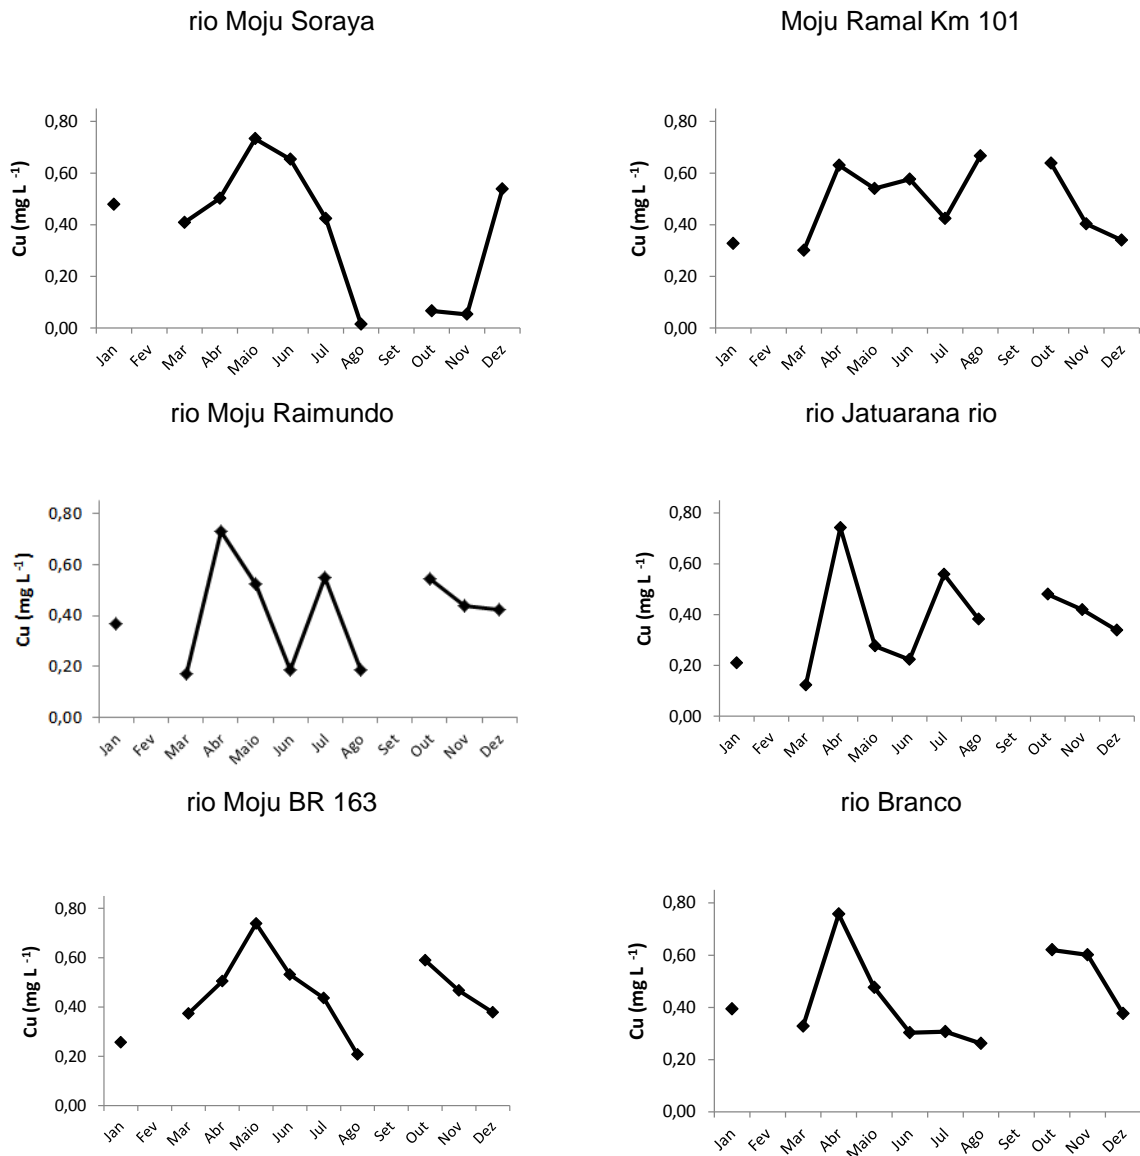 rio Moju Soraya
Cu (mg L -1)
0,80
0,60
0,40
0,20
0,00
Jan Fev Mar Abr Maio Jun Jul Ago Set Out Nov Dez
Moju Ramal Km 101
Cu (mg L -1)
0,80
0,60
0,40
0,20
0,00
Jan Fev Mar Abr Maio Jun Jul Ago Set Out Nov Dez
rio Moju Raimundo
Cu (mg L -1)
0,80
0,60
0,40
0,20
0,00
Jan Fev Mar Abr Maio Jun Jul Ago Set Out Nov Dez
rio Jatuarana rio
Cu (mg L -1)
0,80
0,60
0,40
0,20
0,00
Jan Fev Mar Abr Maio Jun Jul Ago Set Out Nov Dez
rio Moju BR 163
Cu (mg L -1)
0,80
0,60
0,40
0,20
0,00
Jan Fev Mar Abr Maio Jun Jul Ago Set Out Nov Dez
rio Branco
Cu (mg L -1)
0,80
0,60
0,40
0,20
0,00
Jan Fev Mar Abr Maio Jun Jul Ago Set Out Nov Dez